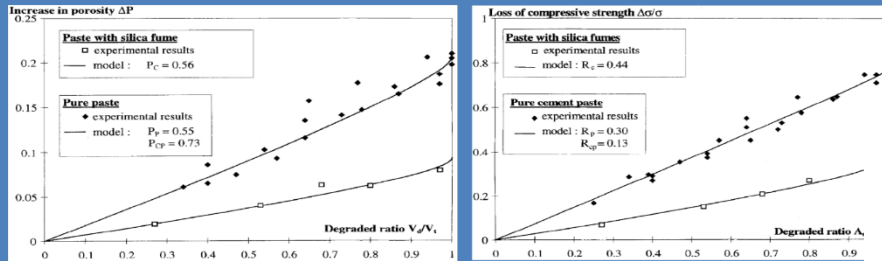 Increase in porosity ΔP
0.25
0.2
0.15
0.1
0.05
0
Paste with silica fume
experimental results
model : P_C = 0.56
Pure paste
experimental results
model : P_P = 0.55
P_CP = 0.73
Degraded ratio V_d/V_t
0 0.1 0.2 0.3 0.4 0.5 0.6 0.7 0.8 0.9 1
Loss of compressive strength Δσ/σ
1
0.8
0.6
0.4
0.2
0
Paste with silica fumes
experimental results
model : R_c = 0.44
Pure cement paste
experimental results
model : R_p = 0.30
R_cp = 0.13
Degraded ratio A
0 0.1 0.2 0.3 0.4 0.5 0.6 0.7 0.8 0.9